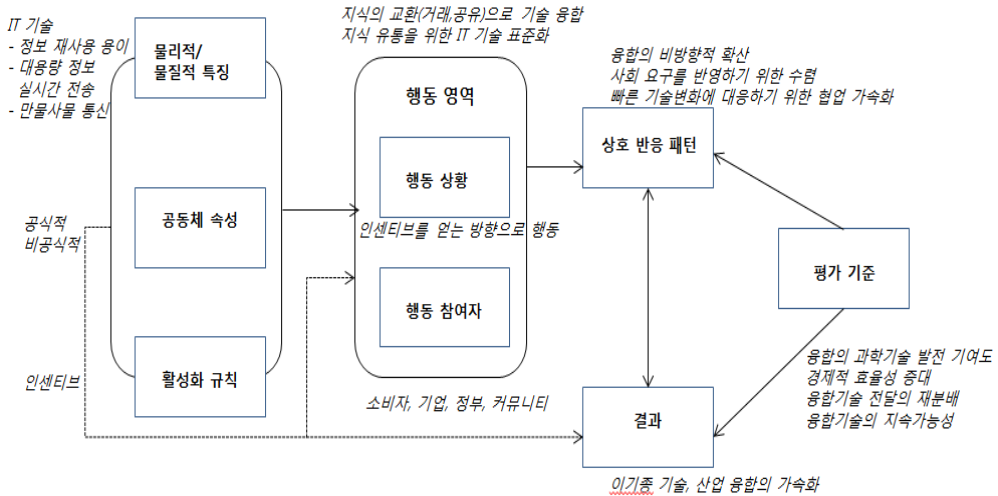 IT 기술
- 정보 재사용 용이
- 대용량 정보
실시간 전송
- 만물사물 통신
물리적/
물질적 특징
공동체 속성
활성화 규칙
공식적
비공식적
인센티브
지식의 교환(거래,공유)으로 기술 융합
지식 유통을 위한 IT 기술 표준화
행동 영역
행동 상황
인센티브를 얻는 방향으로 행동
행동 참여자
소비자, 기업, 정부, 커뮤니티
융합의 비방향적 확산
사회 요구를 반영하기 위한 수렴
빠른 기술변화에 대응하기 위한 협업 가속화
상호 반응 패턴
평가 기준
융합의 과학기술 발전 기여도
경제적 효율성 증대
융합기술 전달의 재분배
융합기술의 지속가능성
결과
이기종 기술, 산업 융합의 가속화